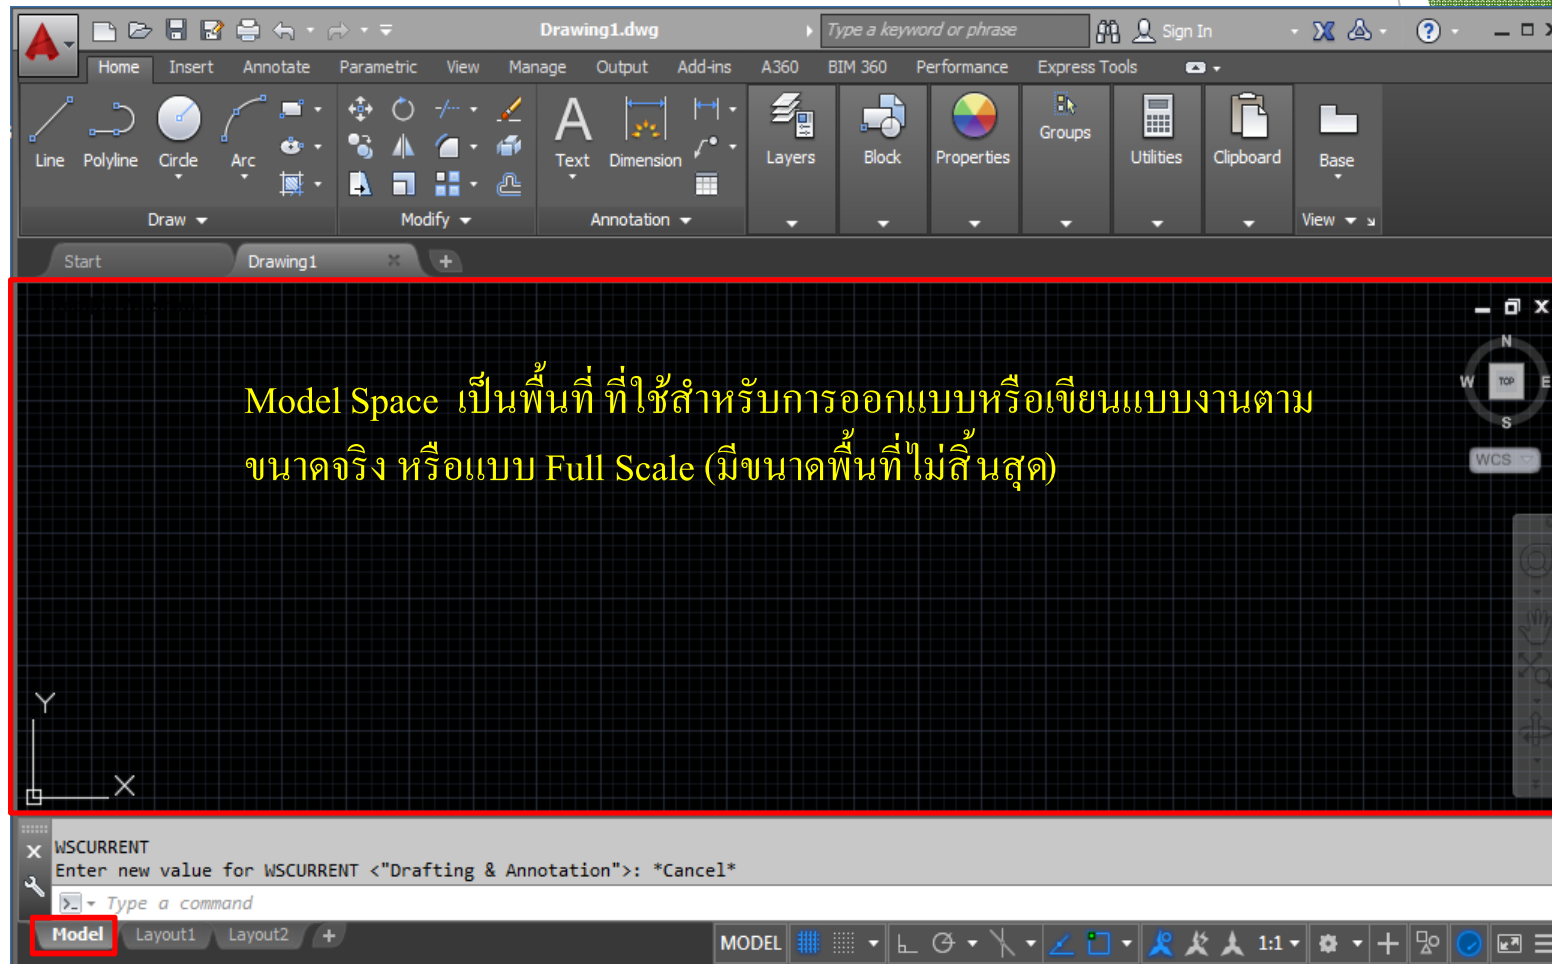 Drawing1.dwg
Type a keyword or phrase
Sign In
Home Insert Annotate Parametric View Manage Output Add-ins A360 BIM 360 Performance Express Tools
Line Polyline Circle Arc Text Dimension Layers Block Properties Groups Utilities Clipboard Base
Draw Modify Annotation View
Start Drawing1
N
W TOP E
S
WCS
Model Space เป็นพื้นที่ ที่ใช้สำหรับการออกแบบหรือเขียนแบบงานตาม
ขนาดจริง หรือแบบ Full Scale (มีขนาดพื้นที่ไม่สิ้นสุด)
Y
X
WSCURRENT
Enter new value for WSCURRENT <"Drafting & Annotation">: *Cancel*
Type a command
Model Layout1 Layout2 + MODEL 1:1